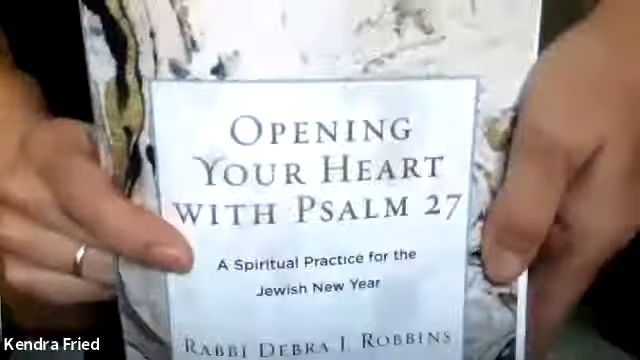 OPENING
YOUR HEART
WITH PSALM 27
A Spiritual Practice for the
Jewish New Year
RABBI DEBRA J. ROBBINS
Kendra Fried